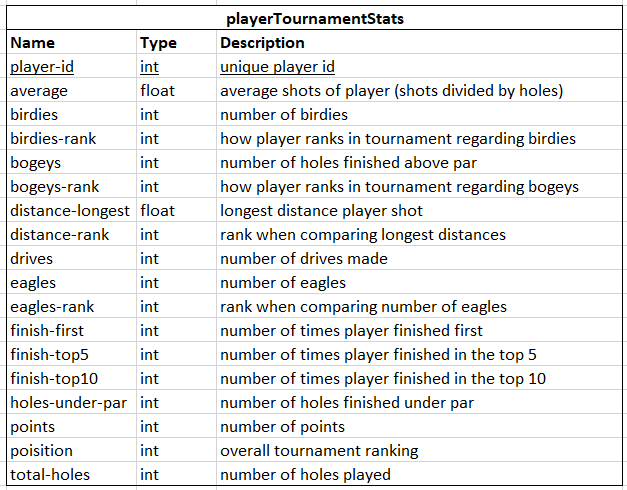 playerTournamentStats
Name Type Description
player-id int unique player id
average float average shots of player (shots divided by holes)
birdies int number of birdies
birdies-rank int how player ranks in tournament regarding birdies
bogeys int number of holes finished above par
bogeys-rank int how player ranks in tournament regarding bogeys
distance-longest float longest distance player shot
distance-rank int rank when comparing longest distances
drives int number of drives made
eagles int number of eagles
eagles-rank int rank when comparing number of eagles
finish-first int number of times player finished first
finish-top5 int number of times player finished in the top 5
finish-top10 int number of times player finished in the top 10
holes-under-par int number of holes finished under par
points int number of points
poisition int overall tournament ranking
total-holes int number of holes played